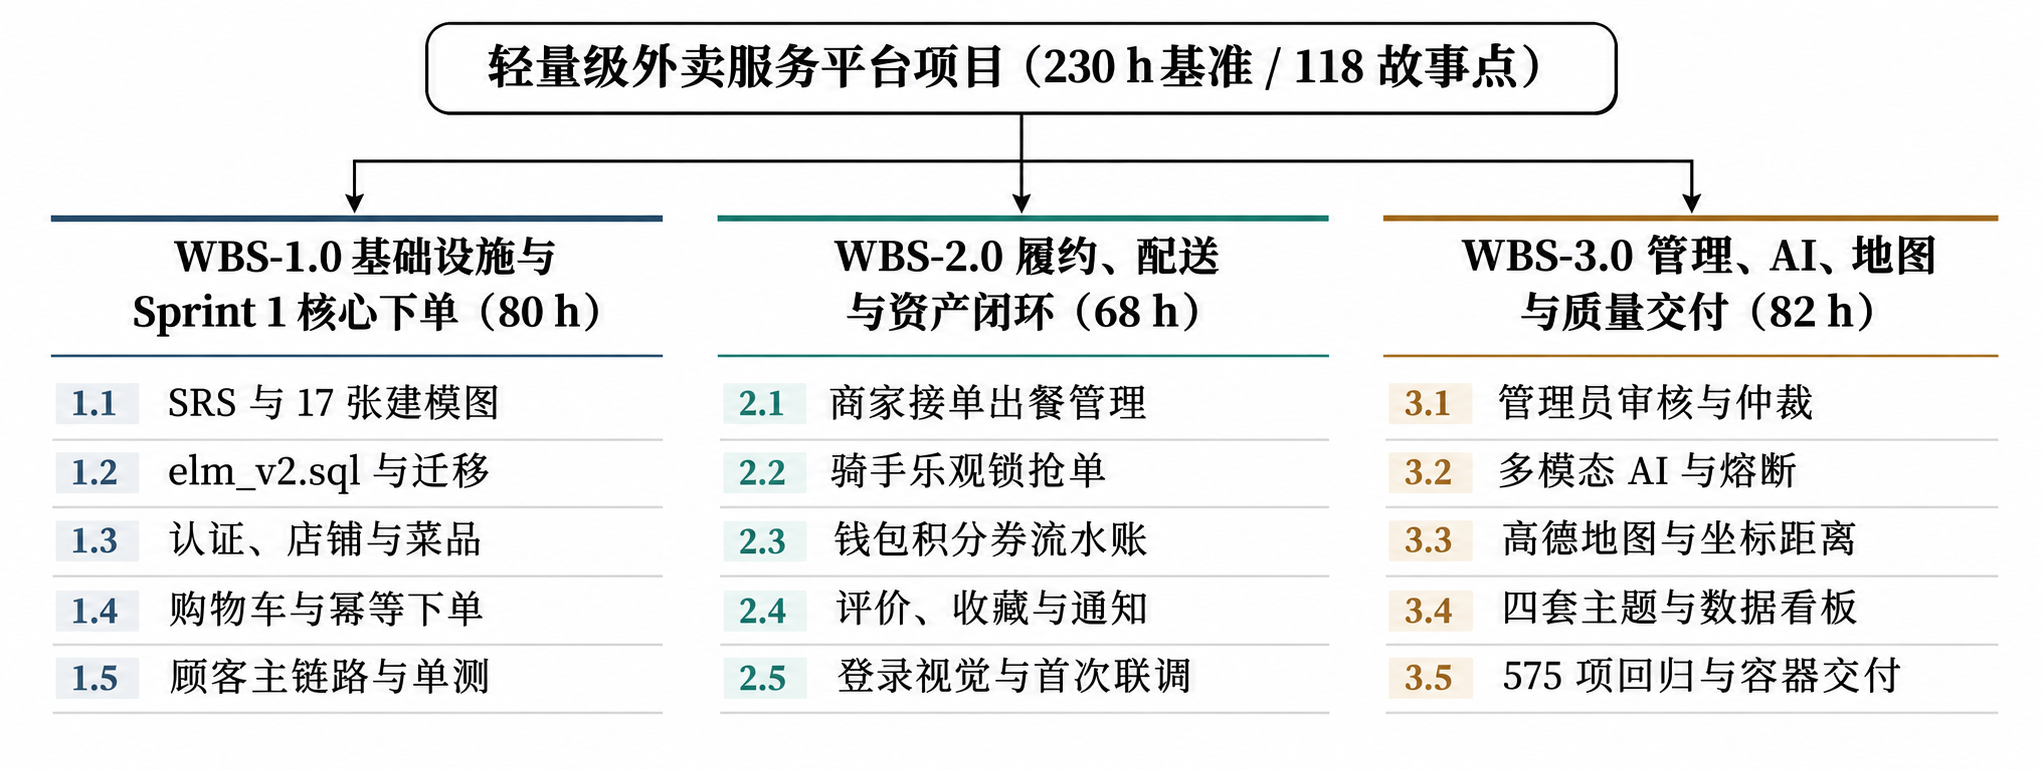 轻量级外卖服务平台项目（230 h基准 / 118 故事点）
WBS-1.0 基础设施与
Sprint 1 核心下单（80 h）
1.1 SRS 与 17 张建模图
1.2 elm_v2.sql 与迁移
1.3 认证、店铺与菜品
1.4 购物车与幂等下单
1.5 顾客主链路与单测
WBS-2.0 履约、配送
与资产闭环（68 h）
2.1 商家接单出餐管理
2.2 骑手乐观锁抢单
2.3 钱包积分券流水账
2.4 评价、收藏与通知
2.5 登录视觉与首次联调
WBS-3.0 管理、AI、地图
与质量交付（82 h）
3.1 管理员审核与仲裁
3.2 多模态 AI 与熔断
3.3 高德地图与坐标距离
3.4 四套主题与数据看板
3.5 575 项回归与容器交付